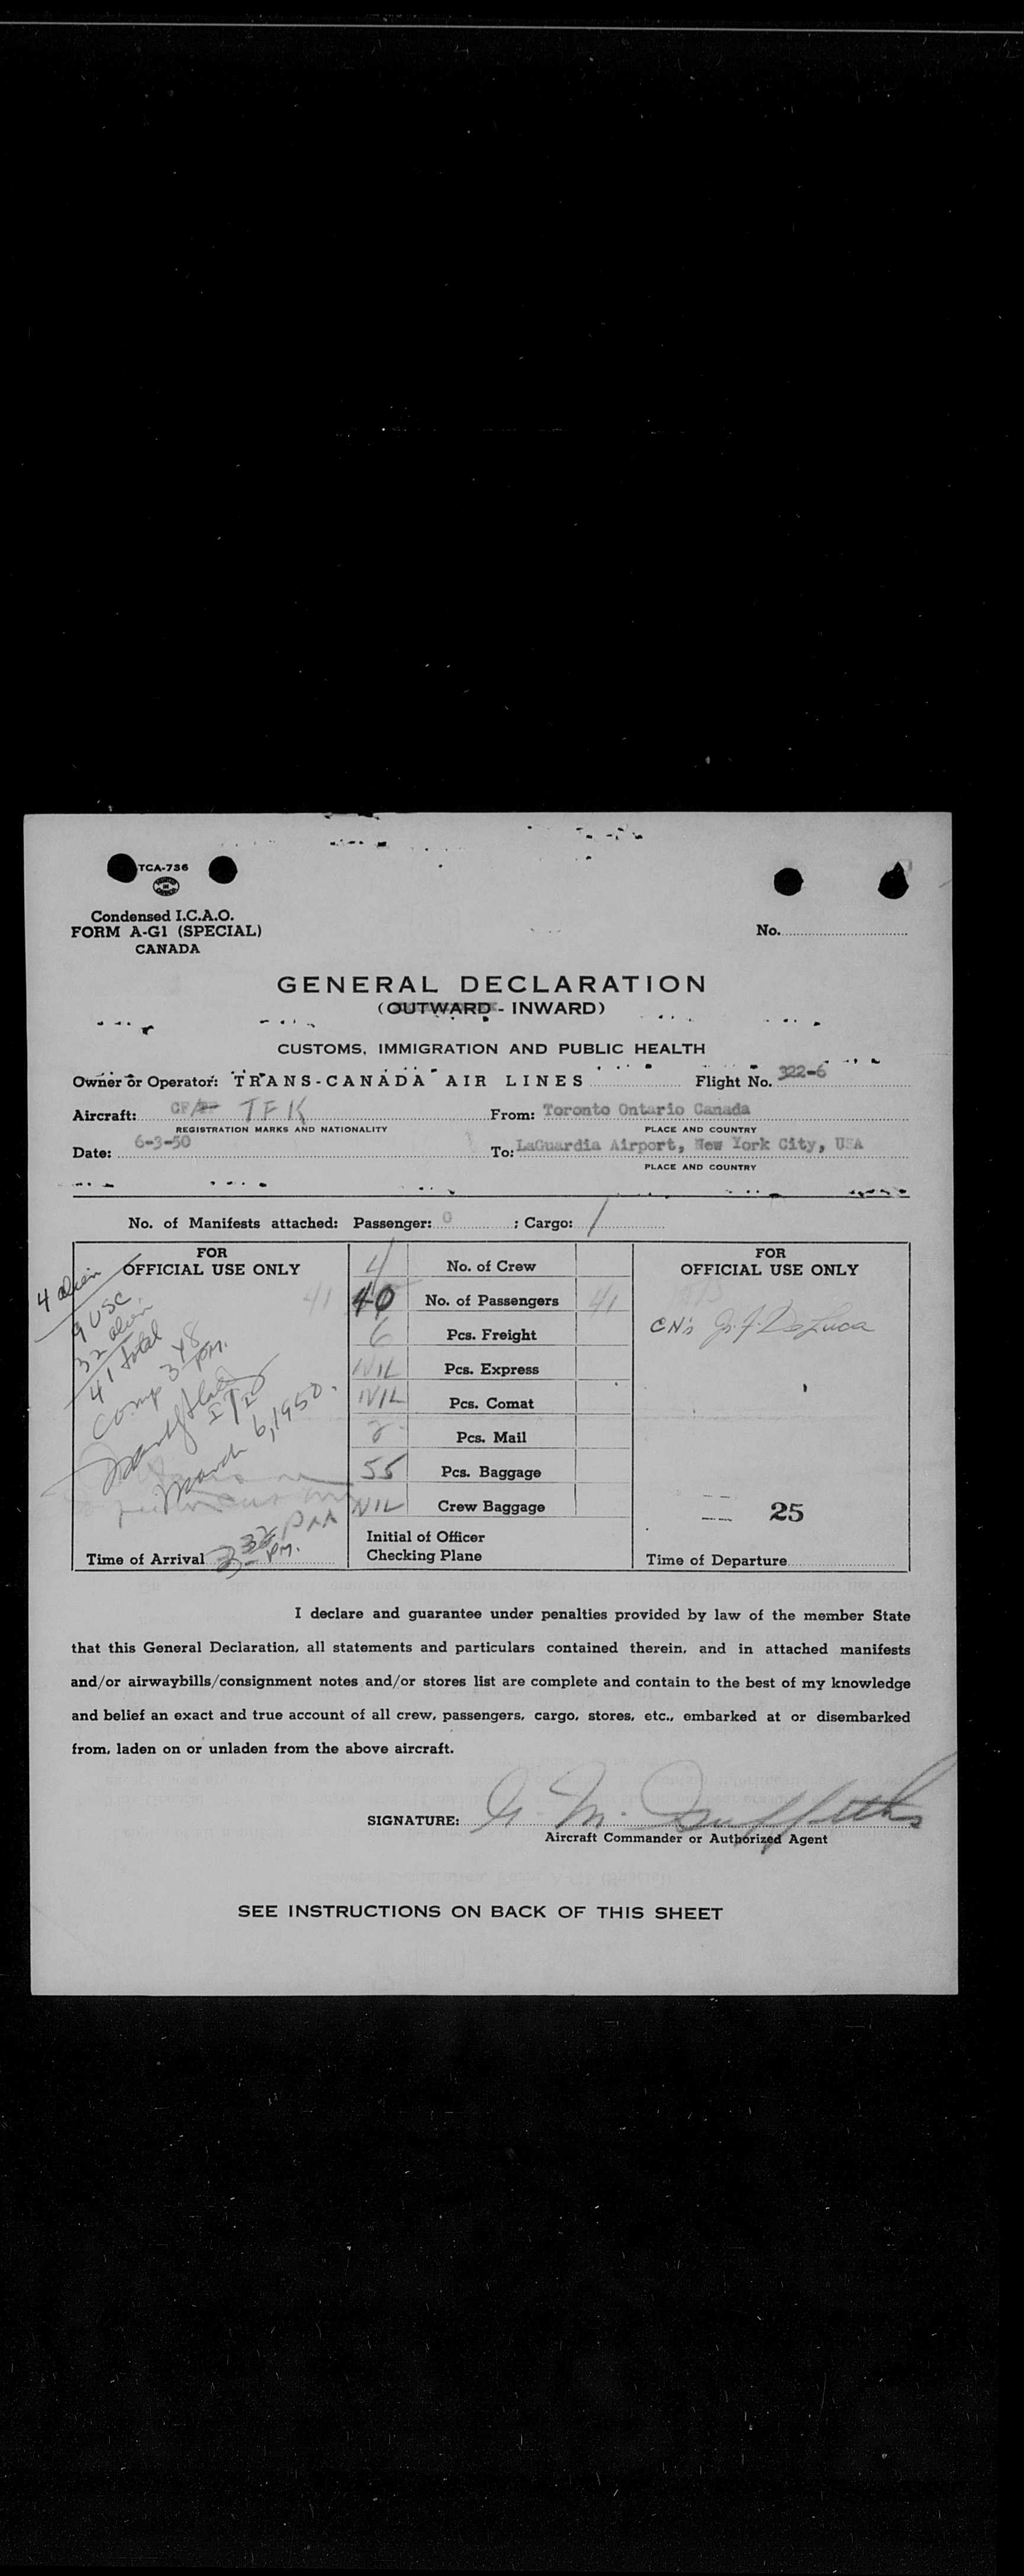 TCA-736
Condensed I.C.A.O.
FORM A-G1 (SPECIAL)
CANADA
No.
GENERAL DECLARATION
(OUTWARD - INWARD)
CUSTOMS, IMMIGRATION AND PUBLIC HEALTH
Owner or Operator: TRANS-CANADA AIR LINES Flight No. 322-6
Aircraft: CF TFK From: Toronto Ontario Canada
REGISTRATION MARKS AND NATIONALITY PLACE AND COUNTRY
Date: 6-3-50 To: LaGuardia Airport, New York City, USA
PLACE AND COUNTRY
No. of Manifests attached: Passenger: 0 ; Cargo: 1
FOR
OFFICIAL USE ONLY
4 alien
9 USC
32 alien
41 total
Comp 3 48 PM.
March 6, 1950.
Time of Arrival 3 32 PM.
4 No. of Crew
41 40 No. of Passengers 41
6 Pcs. Freight
NIL Pcs. Express
NIL Pcs. Comat
2 Pcs. Mail
55 Pcs. Baggage
NIL Crew Baggage
Initial of Officer
Checking Plane
FOR
OFFICIAL USE ONLY
CN's J. DeLuca
25
Time of Departure
I declare and guarantee under penalties provided by law of the member State
that this General Declaration, all statements and particulars contained therein, and in attached manifests
and/or airwaybills/consignment notes and/or stores list are complete and contain to the best of my knowledge
and belief an exact and true account of all crew, passengers, cargo, stores, etc., embarked at or disembarked
from, laden on or unladen from the above aircraft.
SIGNATURE: G. M. Griffiths
Aircraft Commander or Authorized Agent
SEE INSTRUCTIONS ON BACK OF THIS SHEET